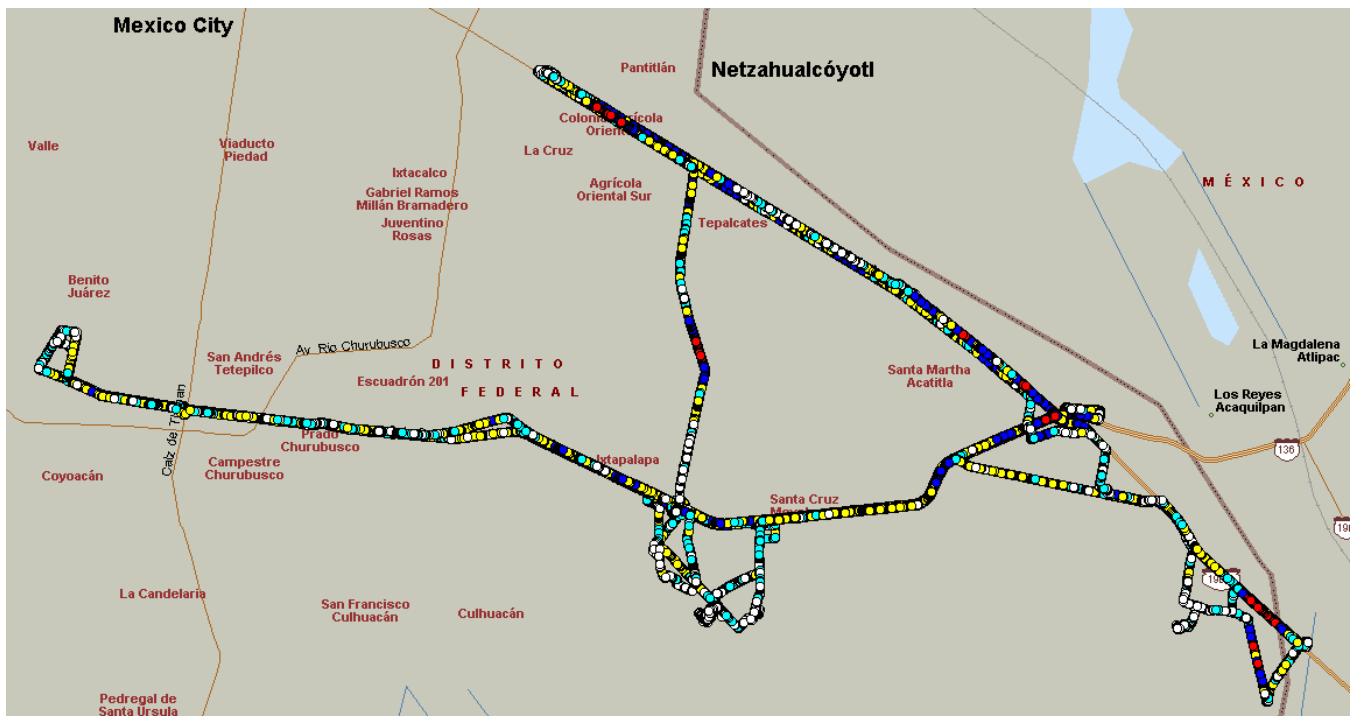 Mexico City
Pantitlán
Netzahualcóyotl
Valle
Viaducto
Piedad
La Cruz
Ixtacalco
Gabriel Ramos
Millán Bramadero
Juventino
Rosas
Agrícola
Oriental Sur
Tepalcates
MÉXICO
Benito
Juárez
San Andrés
Tetepilco
Av. Rio Churubusco
Escuadrón 201
DISTRITO
FEDERAL
Santa Martha
Acatitla
La Magdalena
Atlipac
Los Reyes
Acaquilpan
136
Prado
Churubusco
Campestre
Churubusco
Coyoacán
Calz de
Ixtapalapa
Santa Cruz
La Candelaria
San Francisco
Culhuacán
Culhuacán
Pedregal de
Santa Ursula